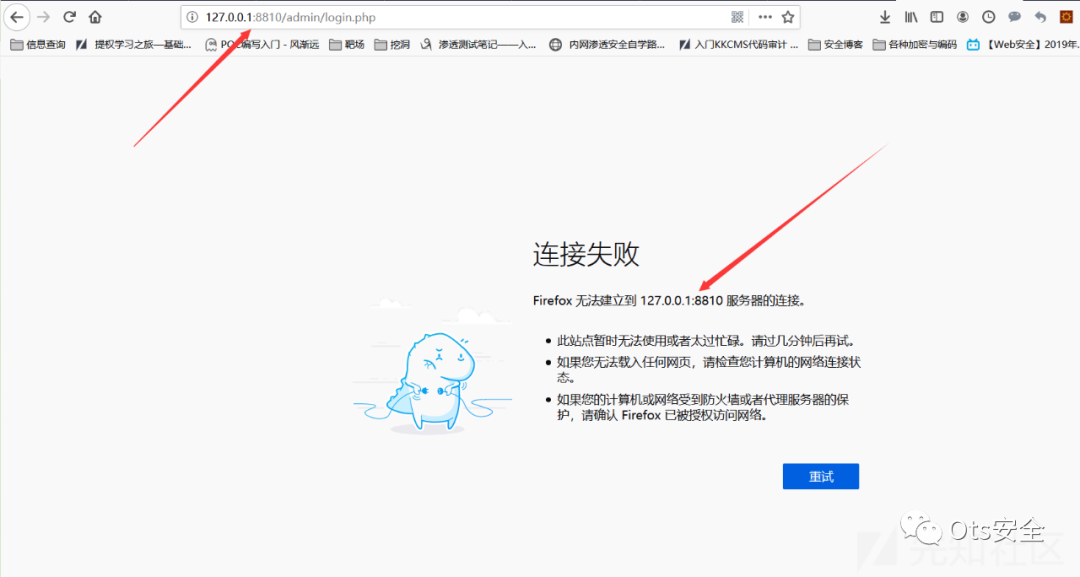 127.0.0.1:8810/admin/login.php
信息查询 提权学习之旅—基础... POC编写入门 - 风渐远 靶场 挖洞 渗透测试笔记——入... 内网渗透安全自学路... 入门KKCMS代码审计 ... 安全博客 各种加密与编码 【Web安全】2019年.
连接失败
Firefox 无法建立到 127.0.0.1:8810 服务器的连接。
此站点暂时无法使用或者太过忙碌。请过几分钟后再试。
如果您无法载入任何网页，请检查您计算机的网络连接状
态。
如果您的计算机或网络受到防火墙或者代理服务器的保
护，请确认 Firefox 已被授权访问网络。
重试
Ots安全
先知社区